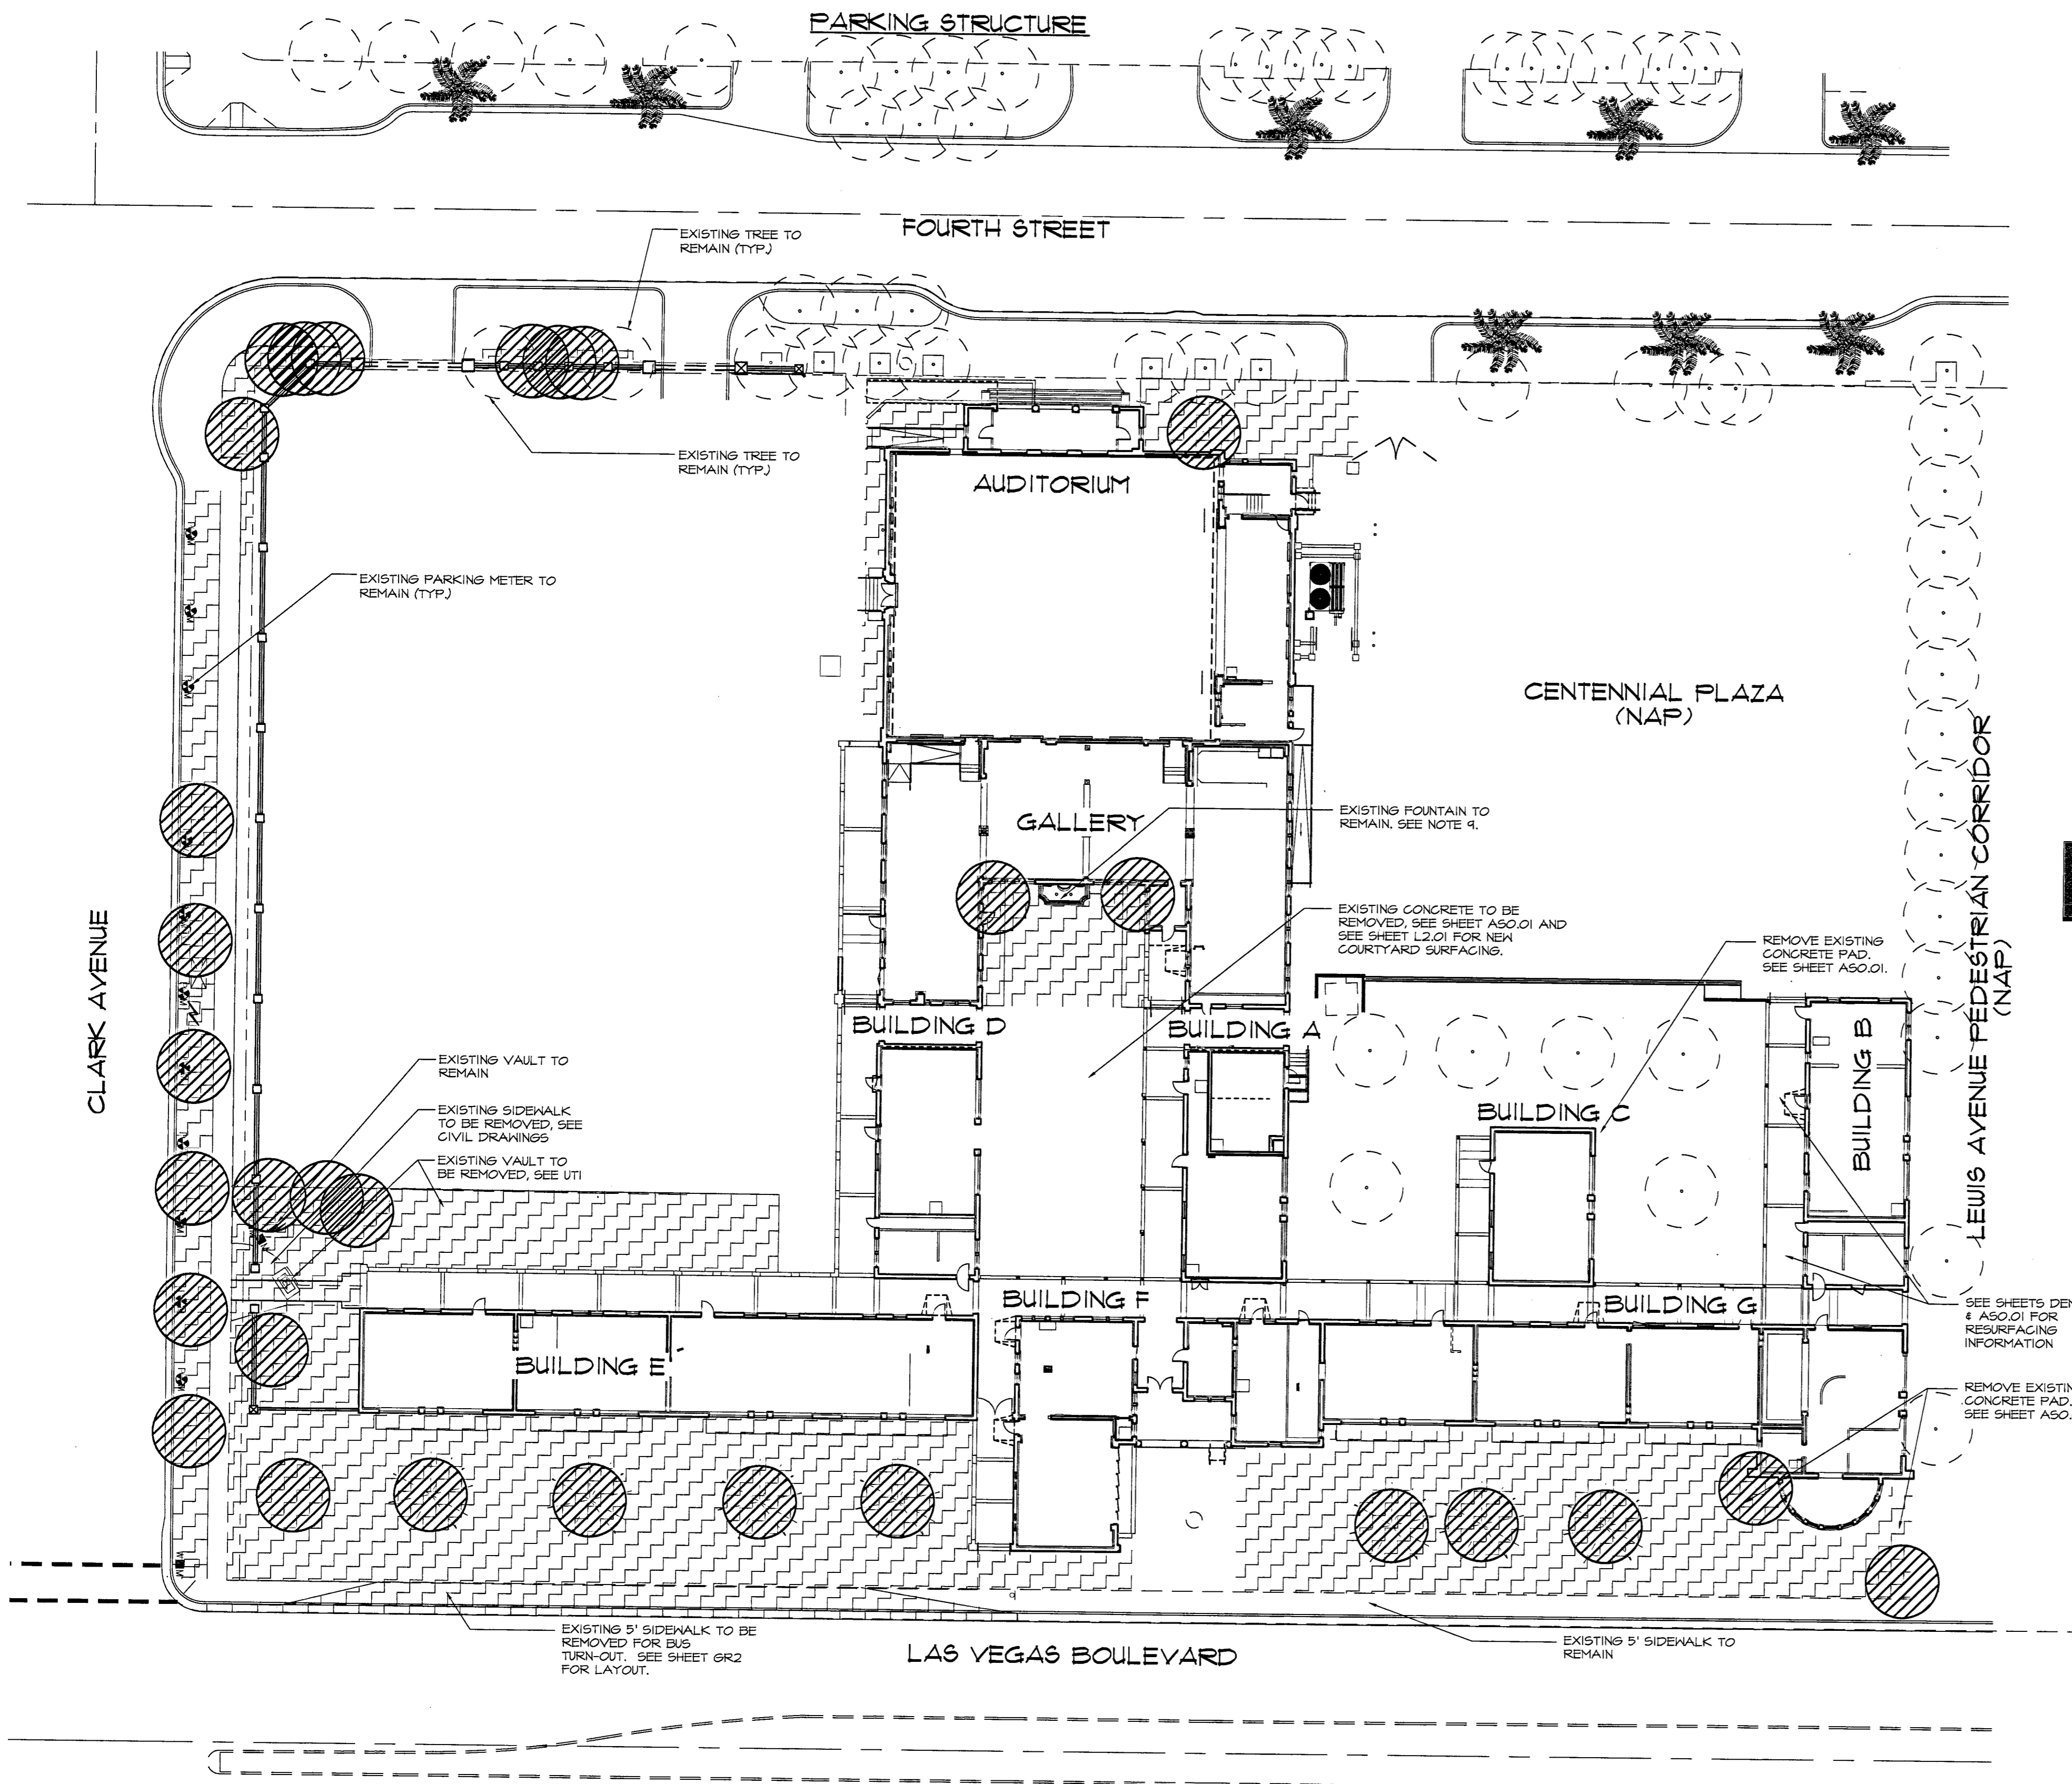 PARKING STRUCTURE
FOURTH STREET
EXISTING TREE TO
REMAIN (TYP.)
EXISTING TREE TO
REMAIN (TYP.)
AUDITORIUM
EXISTING PARKING METER TO
REMAIN (TYP.)
CENTENNIAL PLAZA
(NAP)
LEWIS AVENUE PEDESTRIAN CORRIDOR
(NAP)
GALLERY
EXISTING FOUNTAIN TO
REMAIN. SEE NOTE 9.
EXISTING CONCRETE TO BE
REMOVED, SEE SHEET AS0.01 AND
SEE SHEET L2.01 FOR NEW
COURTYARD SURFACING.
REMOVE EXISTING
CONCRETE PAD.
SEE SHEET AS0.01.
CLARK AVENUE
BUILDING D
BUILDING A
BUILDING B
EXISTING VAULT TO
REMAIN
EXISTING SIDEWALK
TO BE REMOVED, SEE
CIVIL DRAWINGS
EXISTING VAULT TO
BE REMOVED, SEE UT1
BUILDING C
BUILDING F
BUILDING G
SEE SHEETS
& AS0.01 FOR
RESURFACING
INFORMATION
BUILDING E
REMOVE
CONCRETE PAD.
SEE SHEET
EXISTING 5' SIDEWALK TO BE
REMOVED FOR BUS
TURN-OUT. SEE SHEET GR2
FOR LAYOUT.
LAS VEGAS BOULEVARD
EXISTING 5' SIDEWALK TO
REMAIN